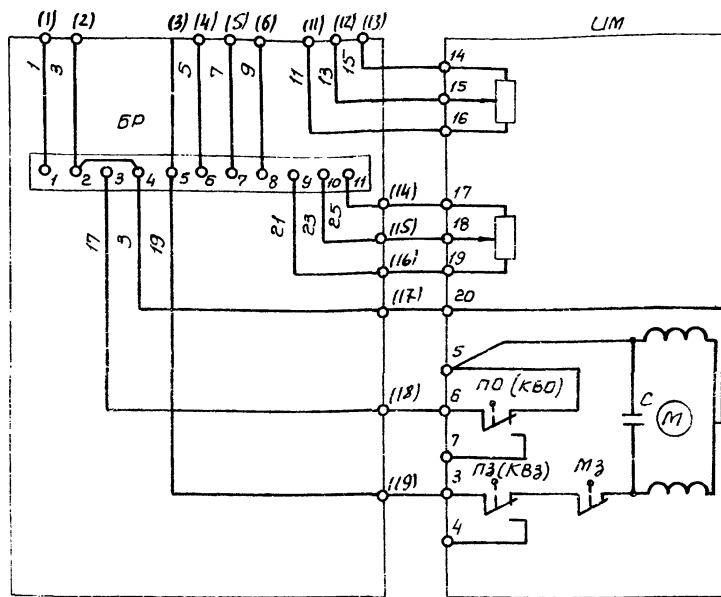 (1) (2) (3) (4) (5) (6) (11) (12) (13)
ИМ
1 3 5 7 9 11 13 15
14
15
16
БР
1 2 3 4 5 6 7 8 9 10 11
17 3 19 21 23 25
(14) 17
(15) 18
(16) 19
(17) 20
5
ПО (КВО)
(18) 6
С
М
7
ПЗ (КВЗ) МЗ
(19) 3
4